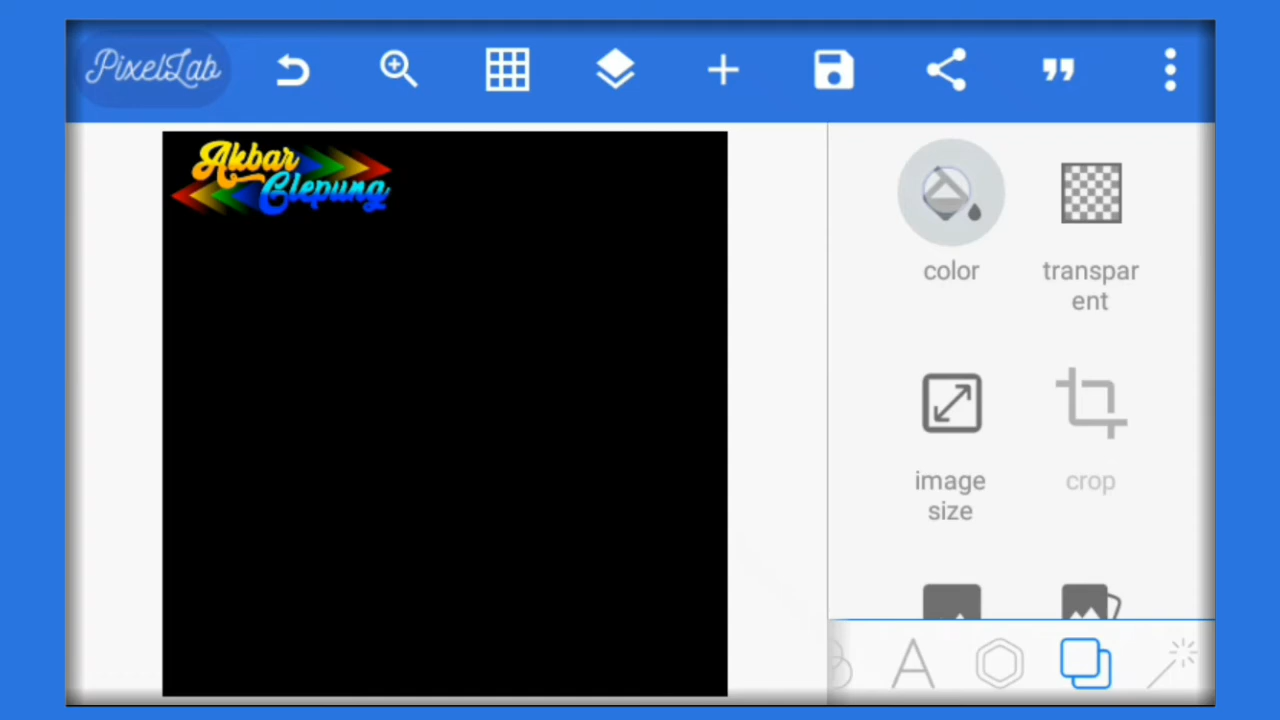 PixelLab
Akbar
Clepung
color
transpar
ent
image
size
crop